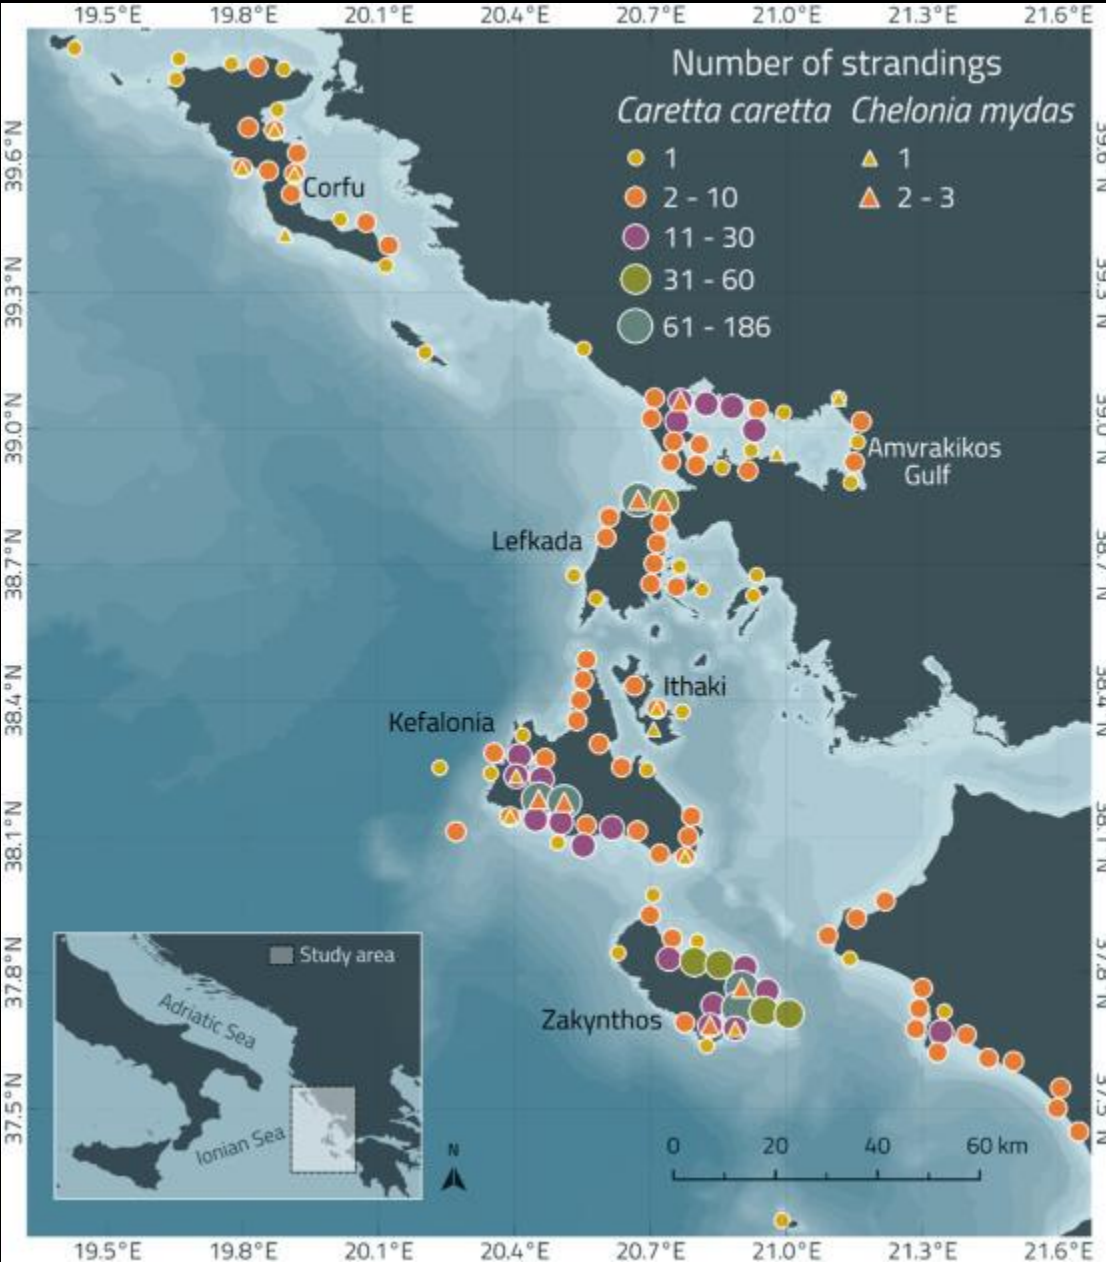 19.5°E 19.8°E 20.1°E 20.4°E 20.7°E 21.0°E 21.3°E 21.6°E
Number of strandings
Caretta caretta Chelonia mydas
1 1
2 - 10 2 - 3
11 - 30
31 - 60
61 - 186
39.6°N
39.3°N
39.0°N
38.7°N
38.4°N
38.1°N
37.8°N
37.5°N
Corfu
Amvrakikos
Gulf
Lefkada
Ithaki
Kefalonia
Zakynthos
Study area
Adriatic Sea
Ionian Sea
N
0 20 40 60 km
19.5°E 19.8°E 20.1°E 20.4°E 20.7°E 21.0°E 21.3°E 21.6°E